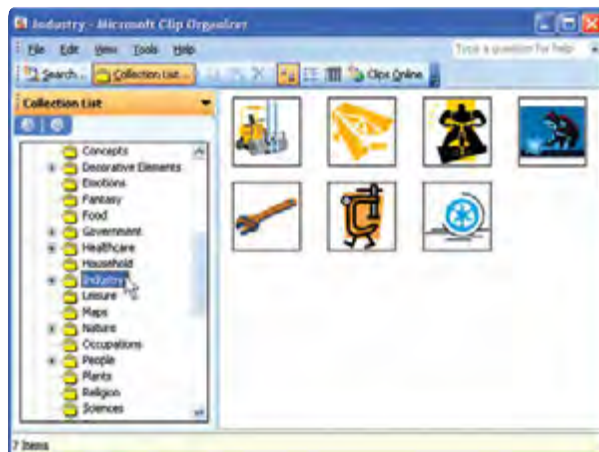 Industry - Microsoft Clip Organizer
File Edit View Tools Help
Type a question for help
Search... Collection List... Clips Online
Collection List
Concepts
Decorative Elements
Emotions
Fantasy
Food
Government
Healthcare
Household
Industry
Leisure
Maps
Nature
Occupations
People
Plants
Religion
Sciences
7 Items